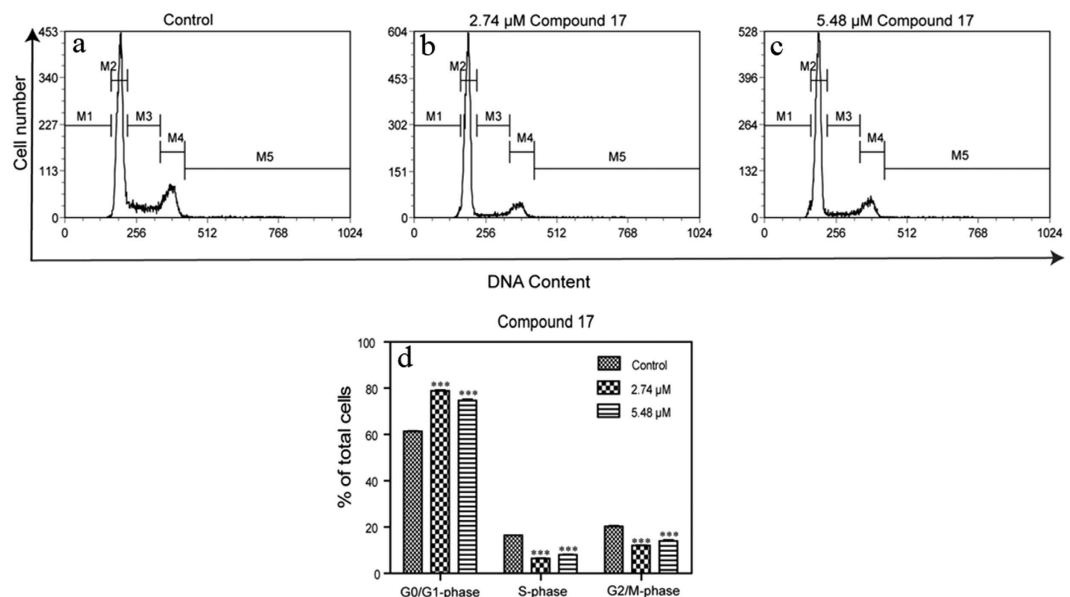 Control
2.74 µM Compound 17
5.48 µM Compound 17
Cell number
453
340
227
113
0
a
M1
M2
M3
M4
M5
0
256
512
768
1024
604
453
302
151
0
b
M1
M2
M3
M4
M5
0
256
512
768
1024
528
396
264
132
0
c
M1
M2
M3
M4
M5
0
256
512
768
1024
DNA Content
Compound 17
d
% of total cells
100
80
60
40
20
0
Control
2.74 µM
5.48 µM
*** ***
*** ***
*** ***
G0/G1-phase
S-phase
G2/M-phase